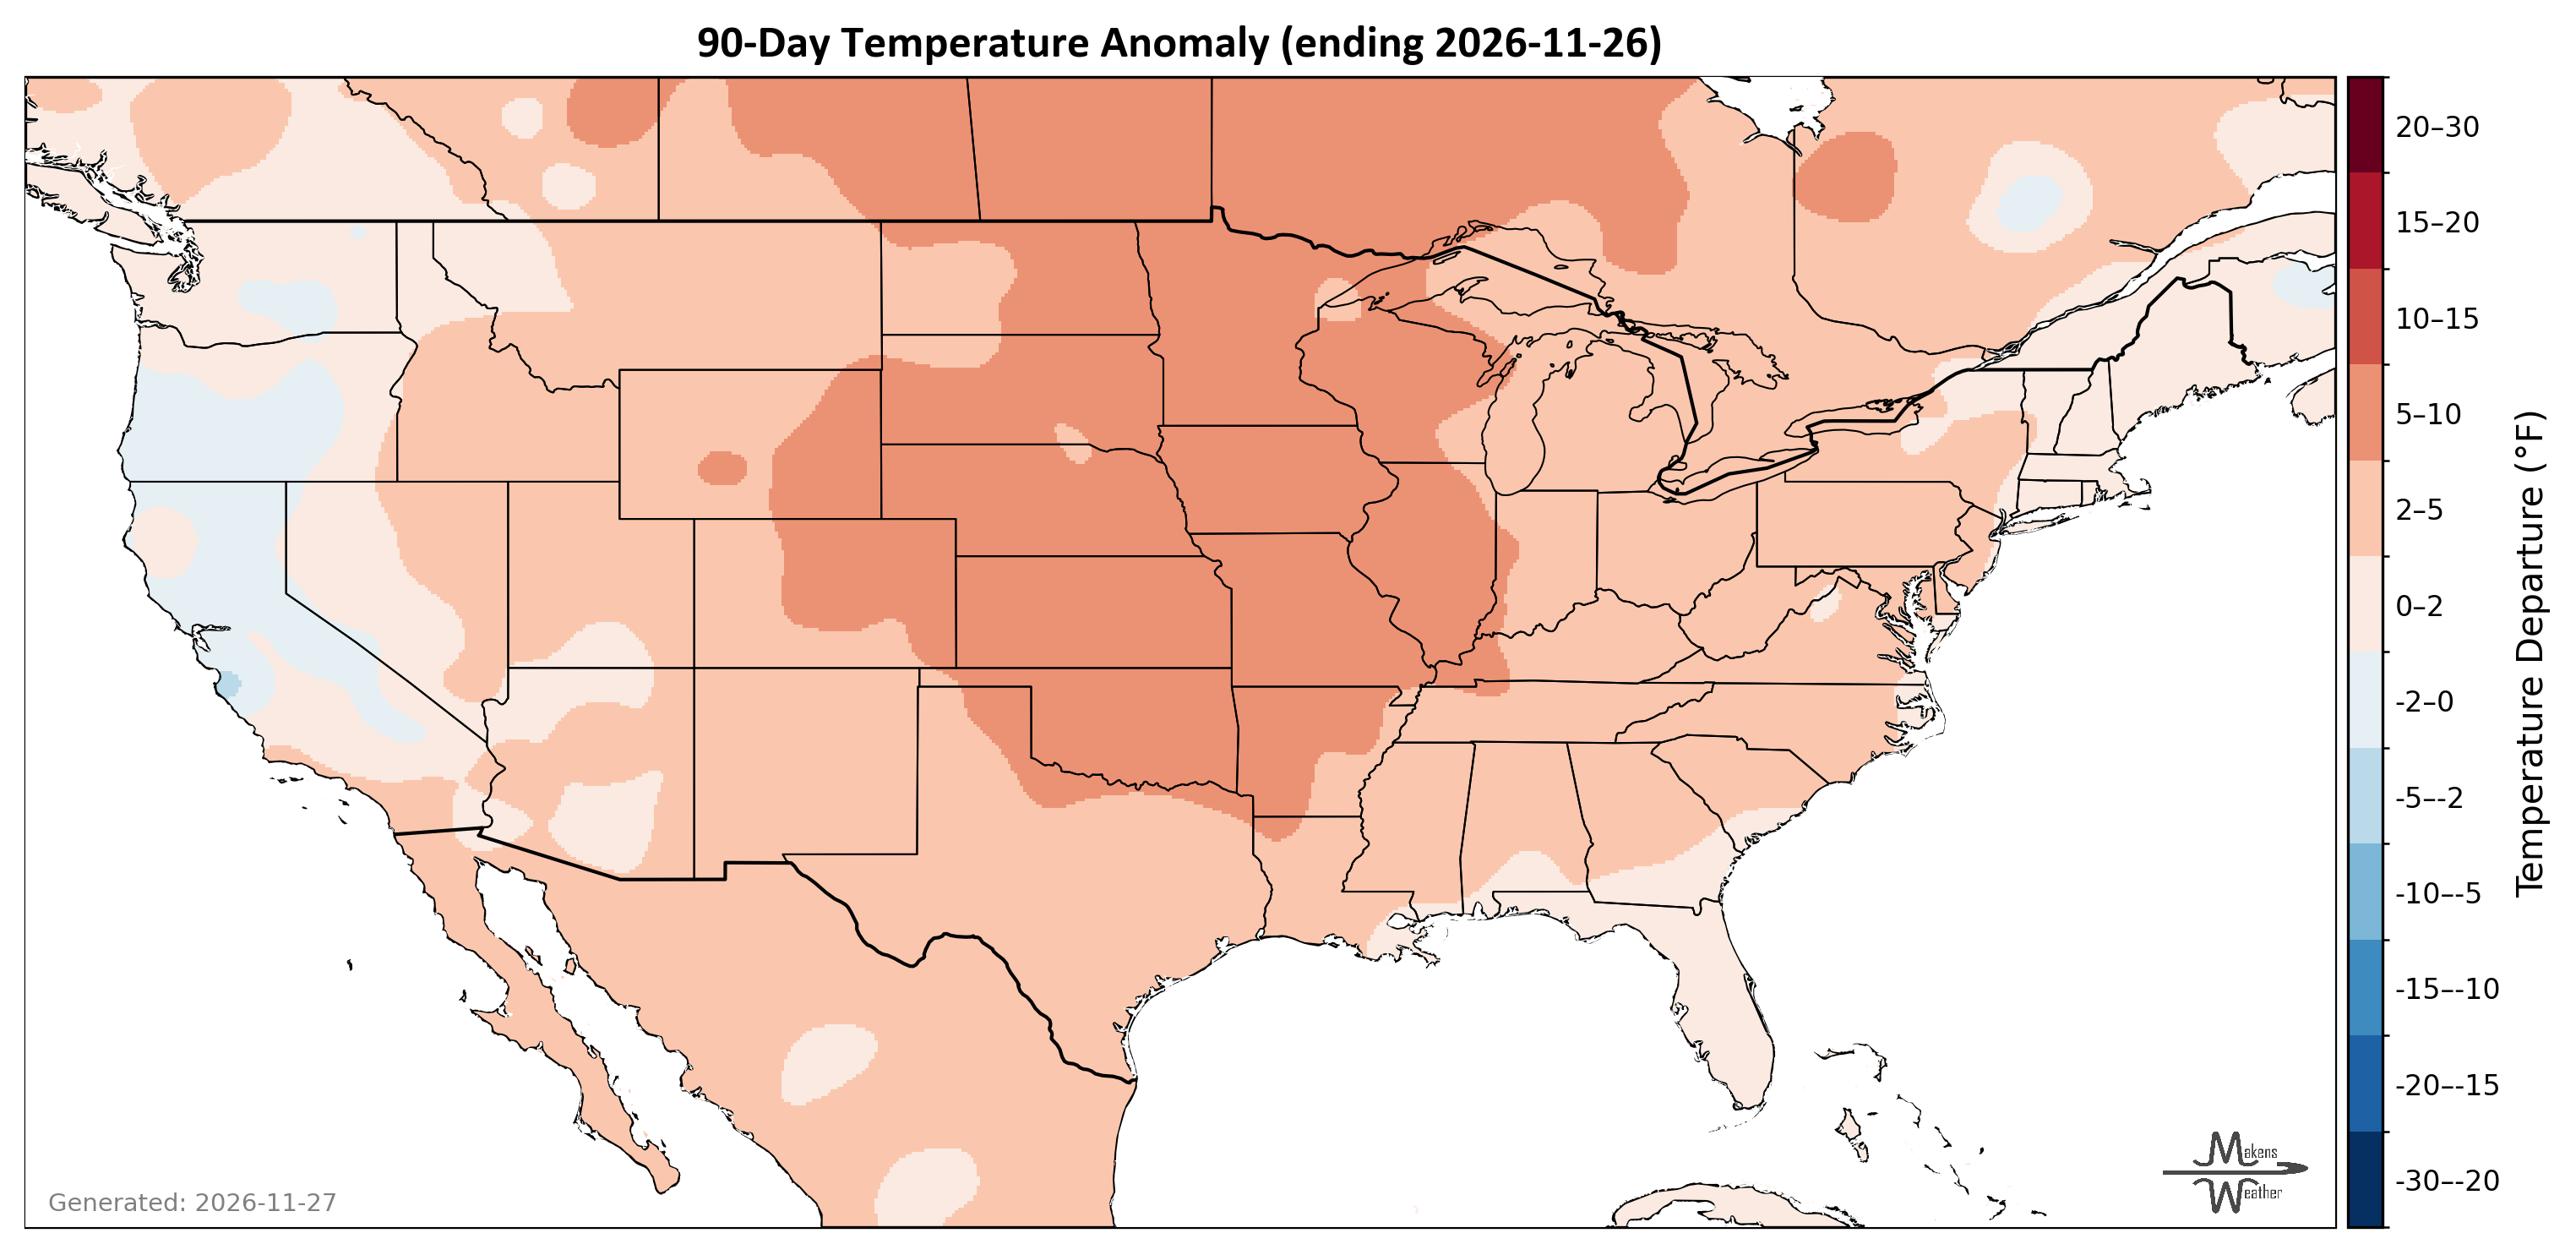 90-Day Temperature Anomaly (ending 2026-11-26)
20–30
15–20
10–15
5–10
2–5
0–2
-2–0
-5–-2
-10–-5
-15–-10
-20–-15
-30–-20
Temperature Departure (°F)
Generated: 2026-11-27
Makens
Weather